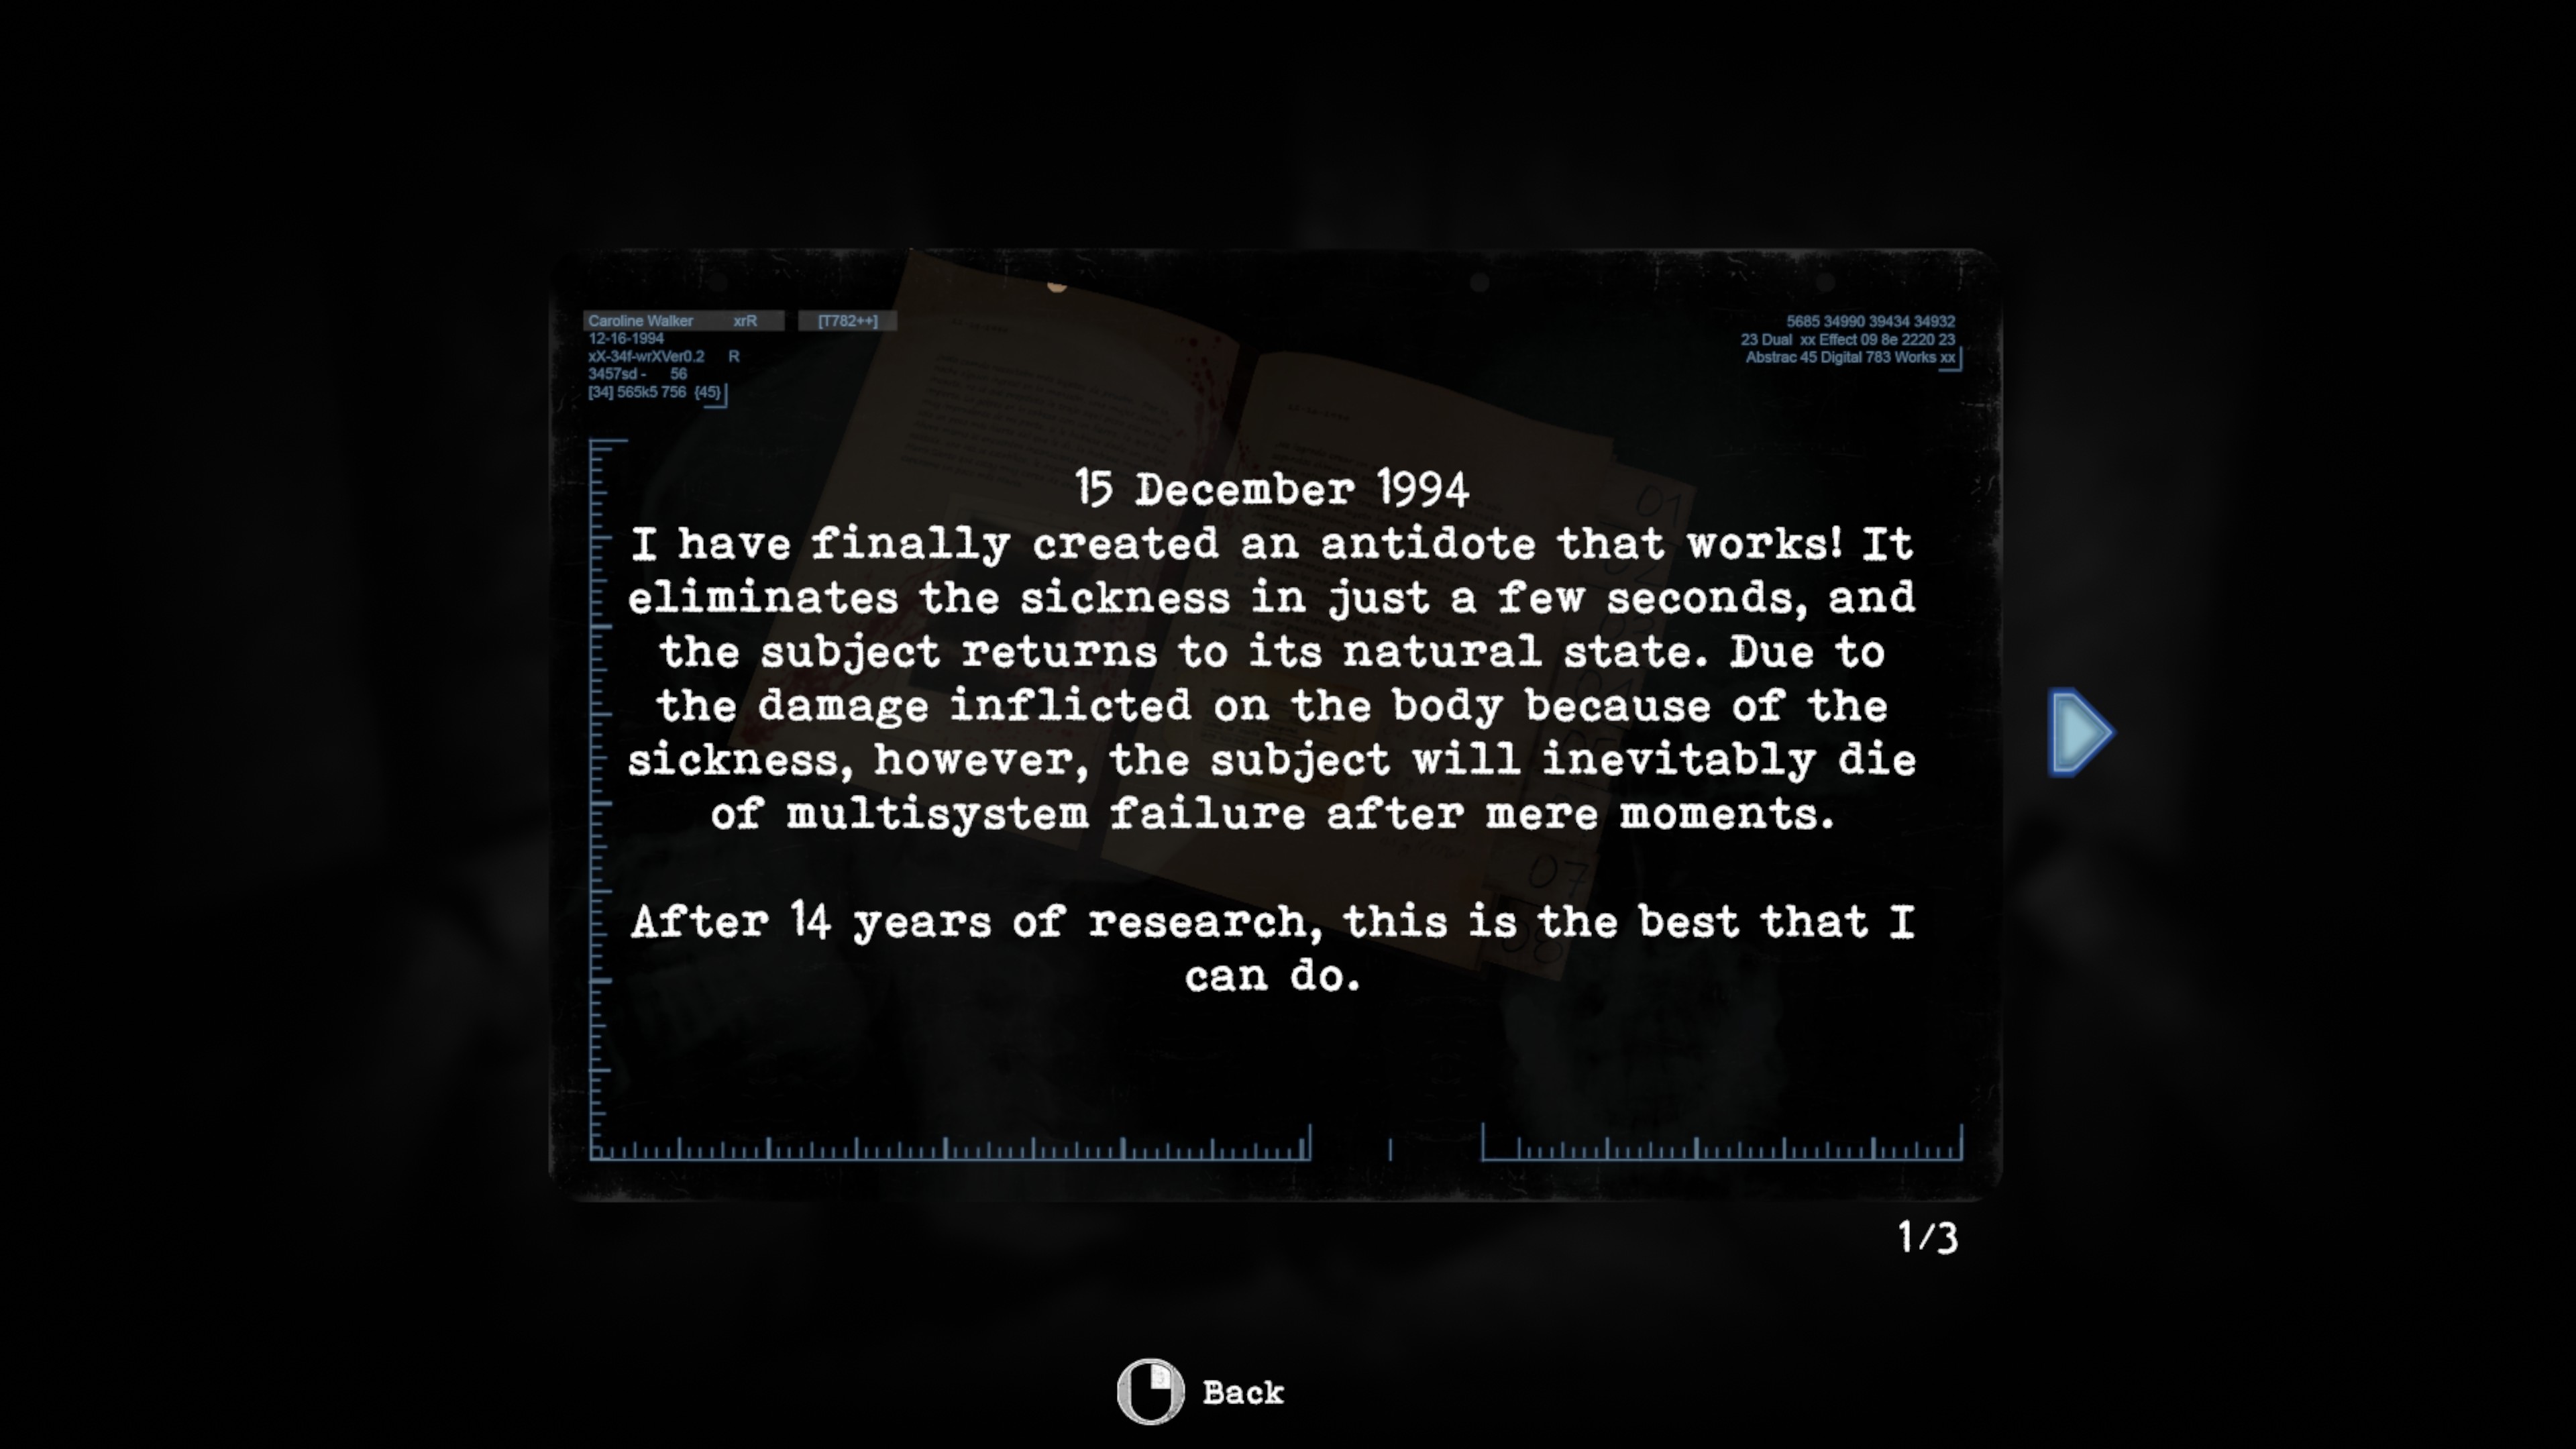 Caroline Walker xrR [T782++]
12-16-1994
xX-34f-wrXVer0.2 R
3457sd - 56
[34] 565k5 756 {45}
5685 34990 39434 34932
23 Dual xx Effect 09 8e 2220 23
Abstrac 45 Digital 783 Works xx
15 December 1994
I have finally created an antidote that works! It
eliminates the sickness in just a few seconds, and
the subject returns to its natural state. Due to
the damage inflicted on the body because of the
sickness, however, the subject will inevitably die
of multisystem failure after mere moments.
After 14 years of research, this is the best that I
can do.
01
07
08
1/3
Back